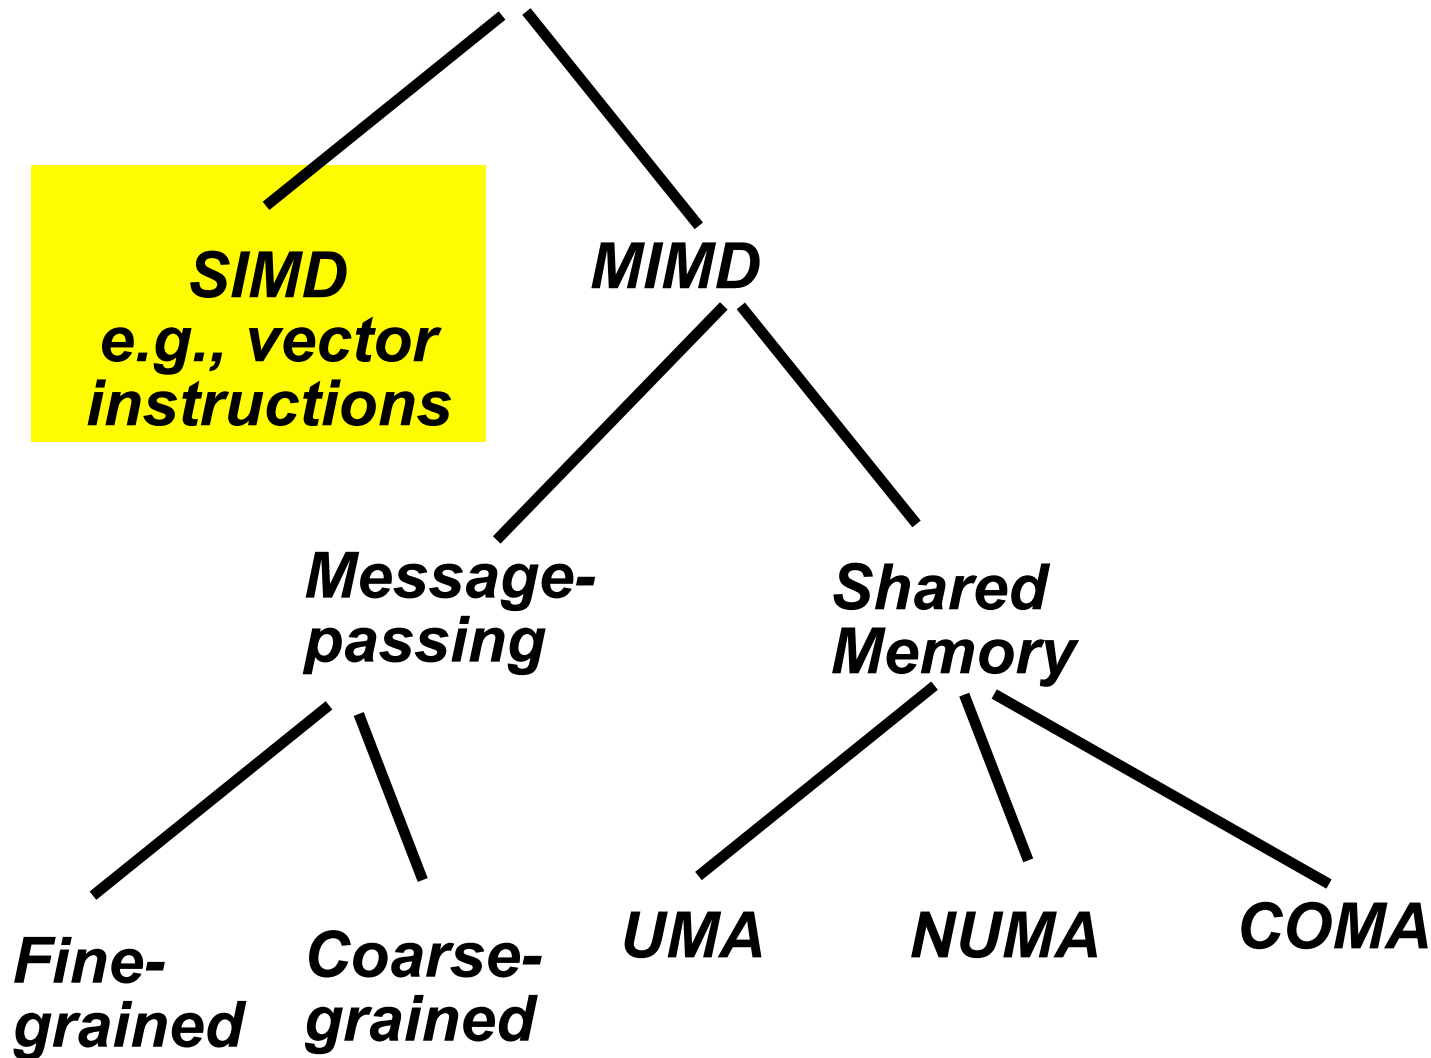 SIMD
e.g., vector
instructions
MIMD
Message-
passing
Shared
Memory
Fine-
grained
Coarse-
grained
UMA
NUMA
COMA